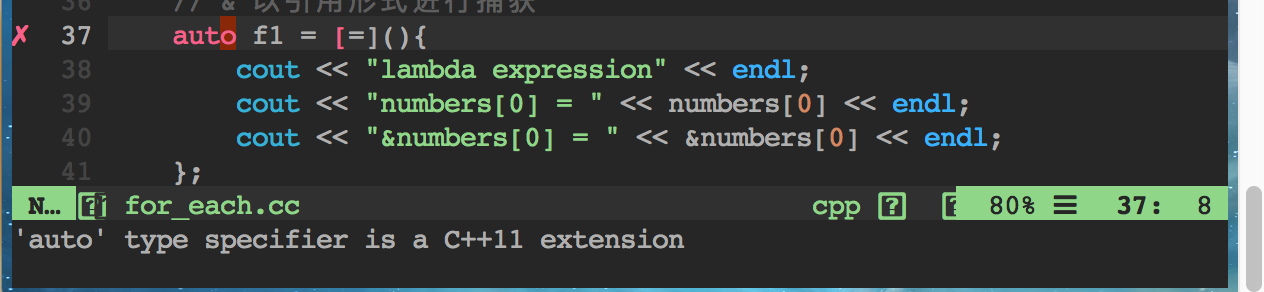 36 // & 以引用形式进行捕获
✗ 37 auto f1 = [=](){
38 cout << "lambda expression" << endl;
39 cout << "numbers[0] = " << numbers[0] << endl;
40 cout << "&numbers[0] = " << &numbers[0] << endl;
41 };
N… for_each.cc cpp 80% ☰ 37: 8
'auto' type specifier is a C++11 extension